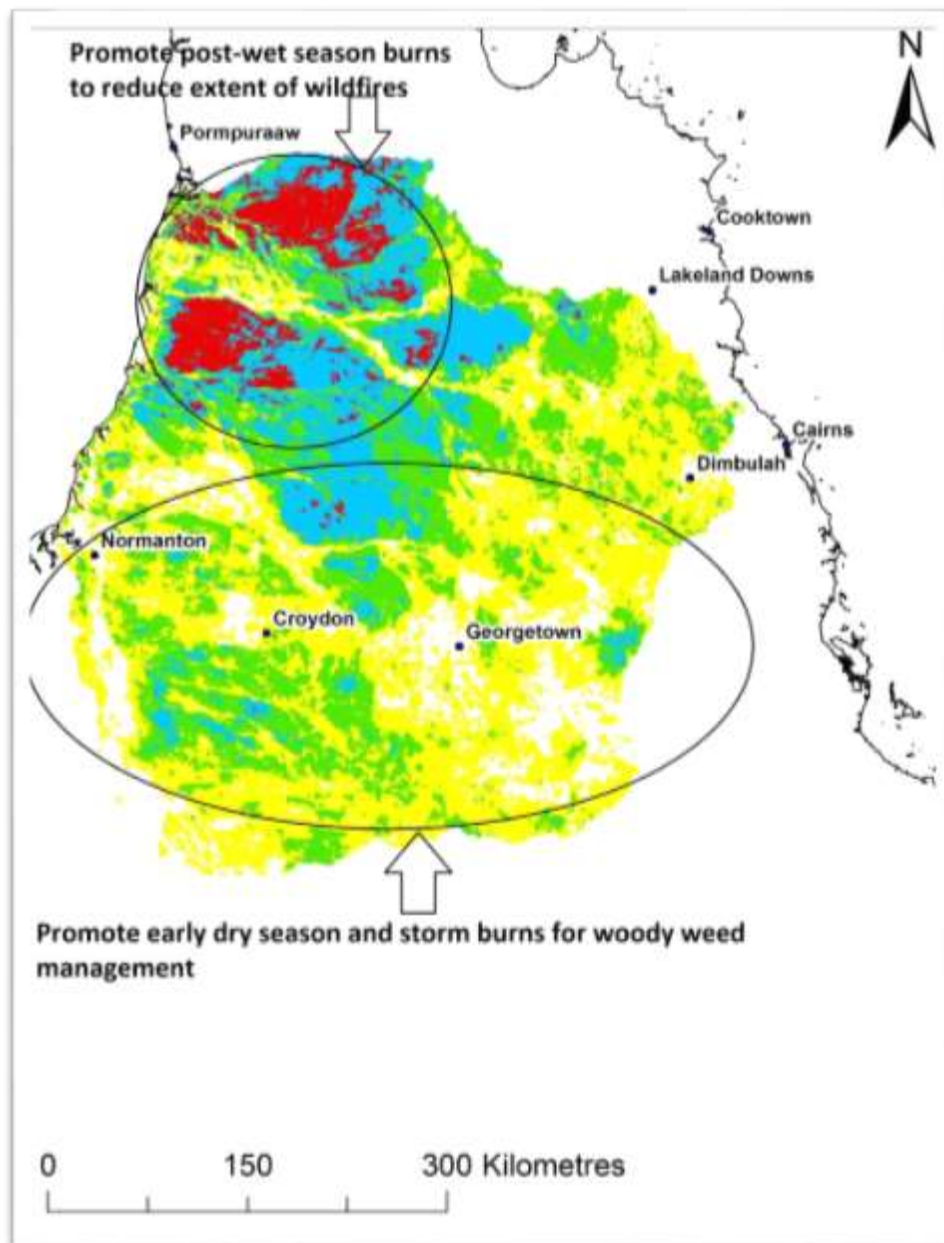 Promote post-wet season burns
to reduce extent of wildfires
N
Pormpuraaw
Cooktown
Lakeland Downs
Cairns
Dimbulah
Normanton
Croydon
Georgetown
Promote early dry season and storm burns for woody weed
management
0 150 300 Kilometres